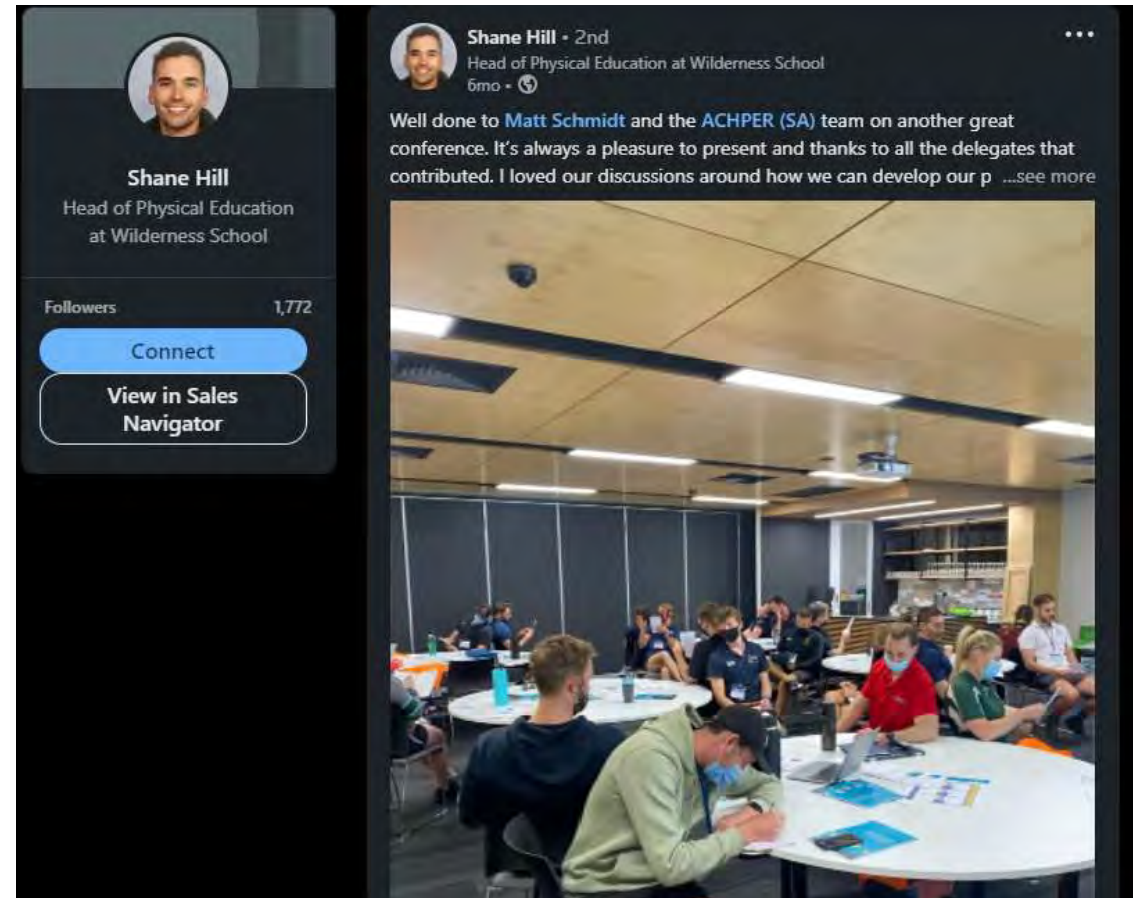 Shane Hill
Head of Physical Education
at Wilderness School
Followers 1,772
Connect
View in Sales
Navigator
Shane Hill • 2nd
Head of Physical Education at Wilderness School
6mo •
Well done to Matt Schmidt and the ACHPER (SA) team on another great
conference. It's always a pleasure to present and thanks to all the delegates that
contributed. I loved our discussions around how we can develop our p ...see more